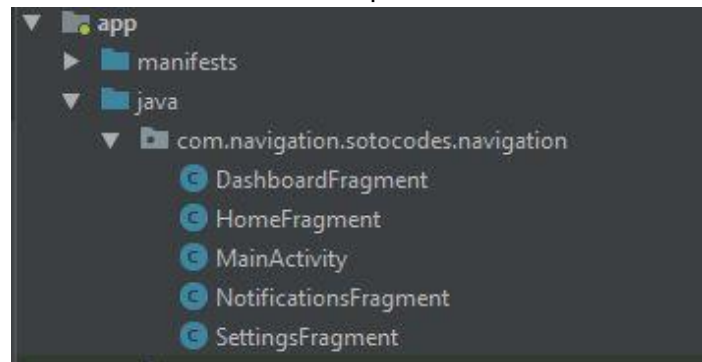 app
manifests
java
com.navigation.sotocodes.navigation
C DashboardFragment
C HomeFragment
C MainActivity
C NotificationsFragment
C SettingsFragment